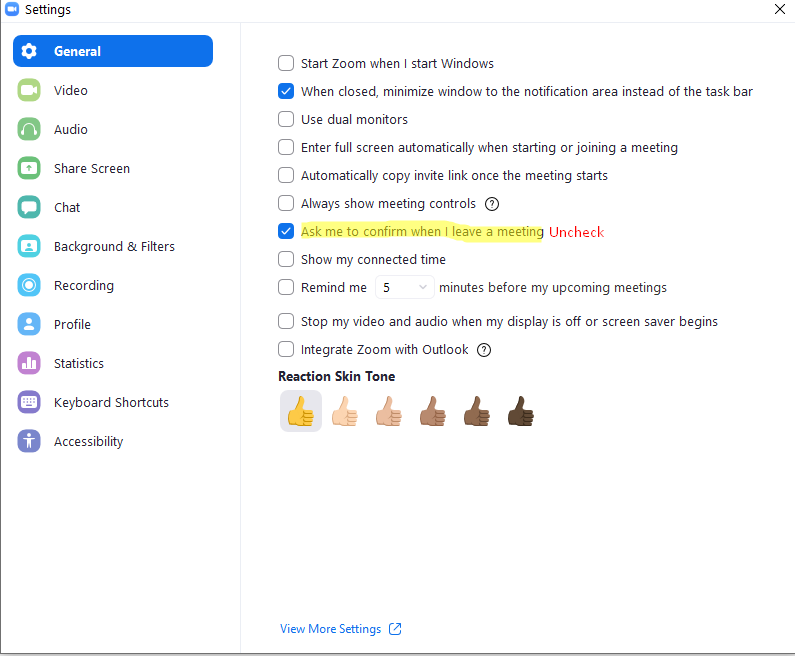 Settings
General
Video
Audio
Share Screen
Chat
Background & Filters
Recording
Profile
Statistics
Keyboard Shortcuts
Accessibility
Start Zoom when I start Windows
When closed, minimize window to the notification area instead of the task bar
Use dual monitors
Enter full screen automatically when starting or joining a meeting
Automatically copy invite link once the meeting starts
Always show meeting controls ?
Ask me to confirm when I leave a meeting Uncheck
Show my connected time
Remind me 5 minutes before my upcoming meetings
Stop my video and audio when my display is off or screen saver begins
Integrate Zoom with Outlook ?
Reaction Skin Tone
View More Settings